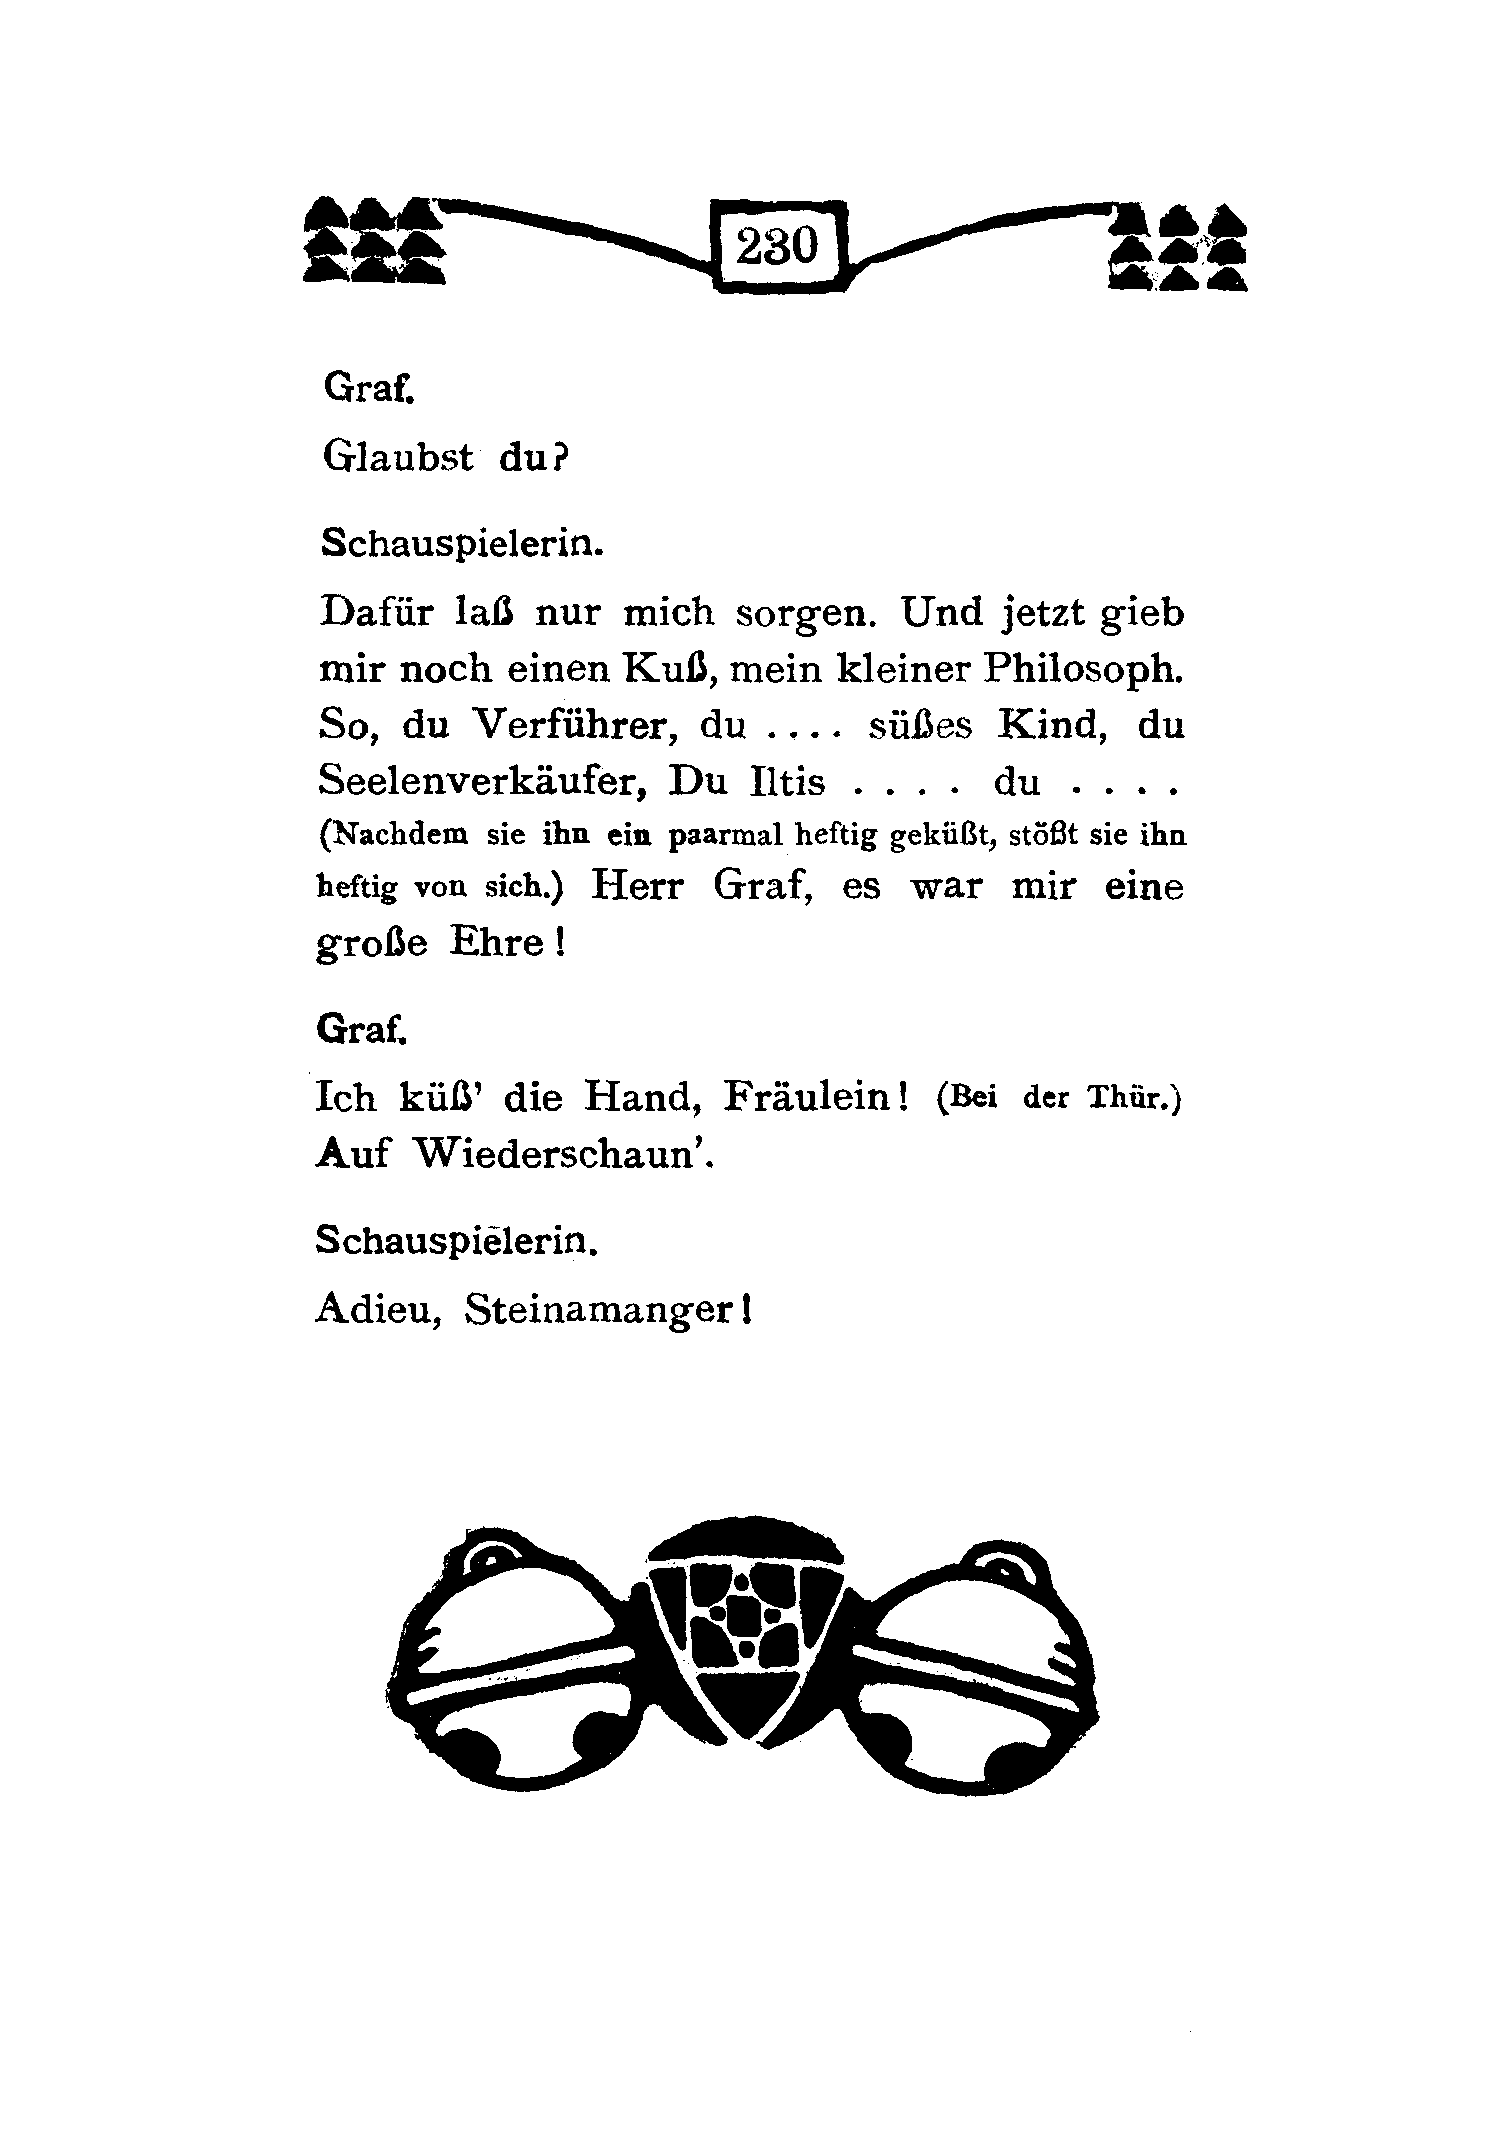 230
Graf.
Glaubst du?
Schauspielerin.
Dafür laß nur mich sorgen. Und jetzt gieb
mir noch einen Kuß, mein kleiner Philosoph.
So, du Verführer, du .... süßes Kind, du
Seelenverkäufer, Du Iltis . . . . du . . . .
(Nachdem sie ihn ein paarmal heftig geküßt, stößt sie ihn
heftig von sich.) Herr Graf, es war mir eine
große Ehre !
Graf.
Ich küß’ die Hand, Fräulein! (Bei der Thür.)
Auf Wiederschaun’.
Schauspielerin.
Adieu, Steinamanger!